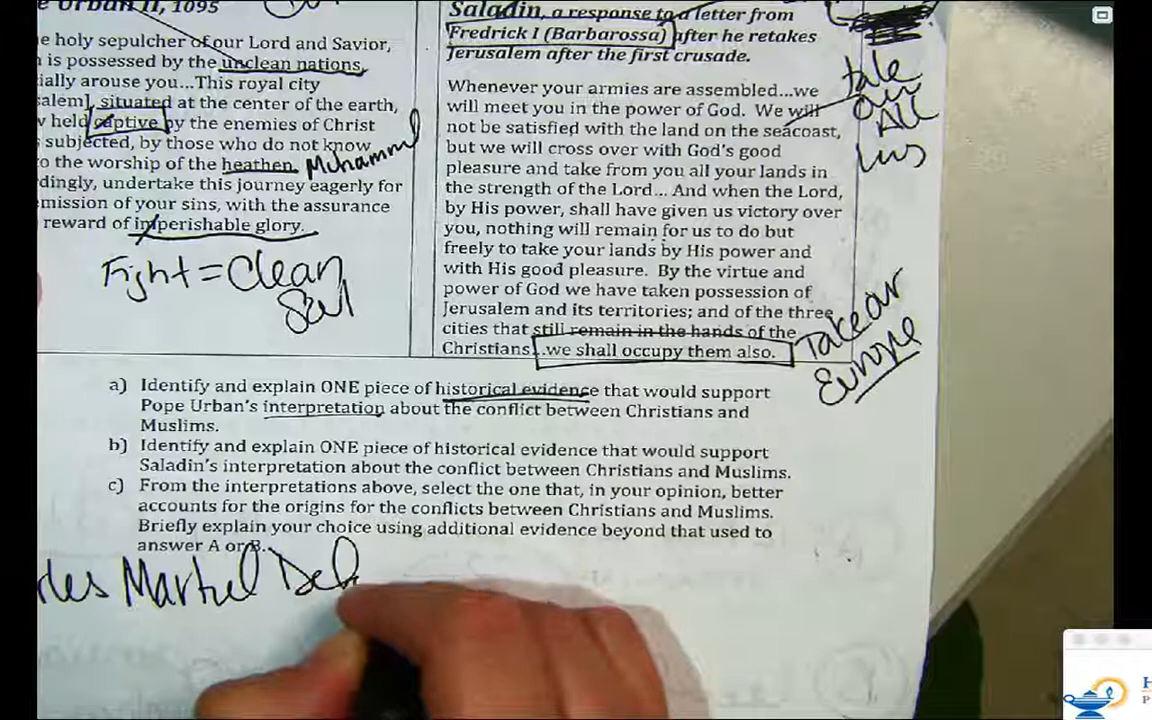 e Urban II, 1095
e holy sepulcher of our Lord and Savior,
is possessed by the unclean nations,
ially arouse you...This royal city
salem], situated at the center of the earth,
held captive by the enemies of Christ
subjected, by those who do not know
o the worship of the heathen.
dingly, undertake this journey eagerly for
mission of your sins, with the assurance
reward of imperishable glory.
Fight = Clean
Saladin, a response to a letter from
Fredrick I (Barbarossa) after he retakes
Jerusalem after the first crusade.
Whenever your armies are assembled...we
will meet you in the power of God. We will
not be satisfied with the land on the seacoast,
but we will cross over with God's good
pleasure and take from you all your lands in
the strength of the Lord... And when the Lord,
by His power, shall have given us victory over
you, nothing will remain for us to do but
freely to take your lands by His power and
with His good pleasure. By the virtue and
power of God we have taken possession of
Jerusalem and its territories; and of the three
cities that still remain in the hands of the
Christians...we shall occupy them also.
take
our
ALL
Take over
Europe
a) Identify and explain ONE piece of historical evidence that would support
Pope Urban's interpretation about the conflict between Christians and
Muslims.
b) Identify and explain ONE piece of historical evidence that would support
Saladin's interpretation about the conflict between Christians and Muslims.
c) From the interpretations above, select the one that, in your opinion, better
accounts for the origins for the conflicts between Christians and Muslims.
Briefly explain your choice using additional evidence beyond that used to
answer A or B.
rles Martel Def
H
P